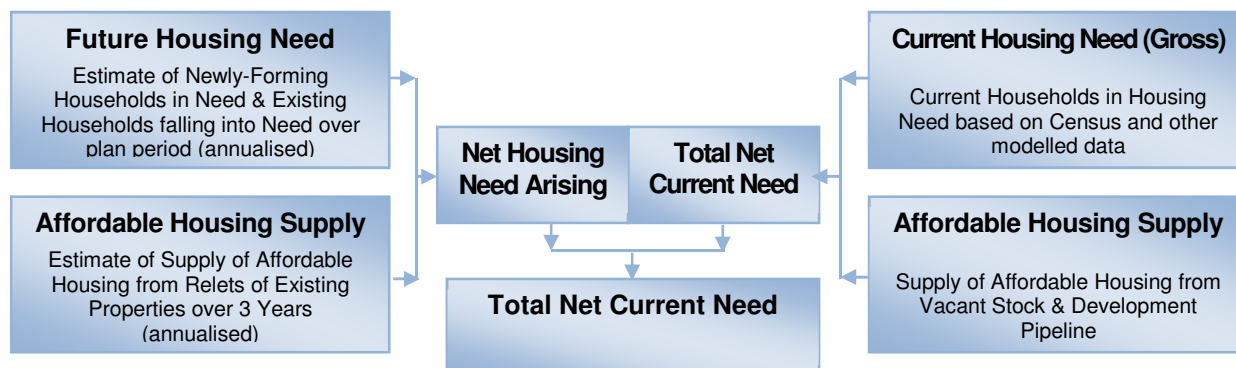 Future Housing Need
Estimate of Newly-Forming
Households in Need & Existing
Households falling into Need over
plan period (annualised)
Affordable Housing Supply
Estimate of Supply of Affordable
Housing from Relets of Existing
Properties over 3 Years
(annualised)
Net Housing
Need Arising
Total Net
Current Need
Total Net Current Need
Current Housing Need (Gross)
Current Households in Housing
Need based on Census and other
modelled data
Affordable Housing Supply
Supply of Affordable Housing from
Vacant Stock & Development
Pipeline